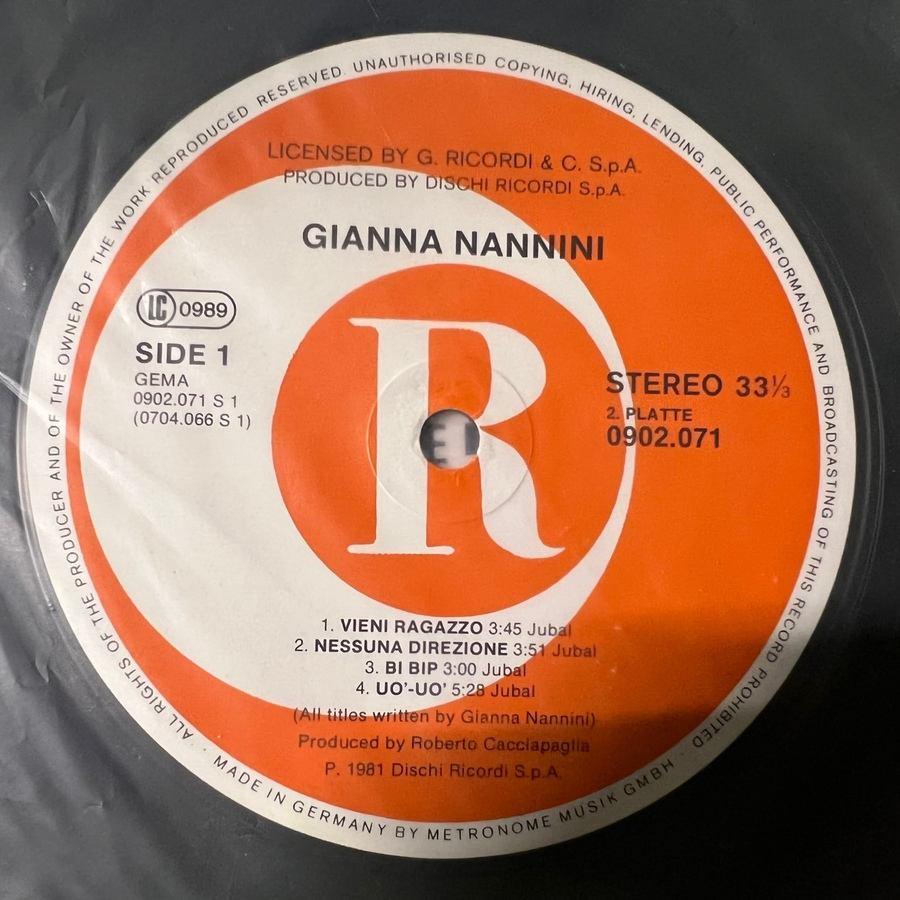 ALL RIGHTS OF THE PRODUCER AND OF THE OWNER OF THE WORK REPRODUCED RESERVED. UNAUTHORISED COPYING, HIRING, LENDING, PUBLIC PERFORMANCE AND BROADCASTING OF THIS RECORD PROHIBITED
LICENSED BY G. RICORDI & C. S.p.A.
PRODUCED BY DISCHI RICORDI S.p.A.
GIANNA NANNINI
LC 0989
SIDE 1
GEMA
0902.071 S 1
(0704.066 S 1)
R
STEREO 33⅓
2. PLATTE
0902.071
1. VIENI RAGAZZO 3:45 Jubal
2. NESSUNA DIREZIONE 3:51 Jubal
3. BI BIP 3:00 Jubal
4. UO'-UO' 5:28 Jubal
(All titles written by Gianna Nannini)
Produced by Roberto Cacciapaglia
P. 1981 Dischi Ricordi S.p.A.
· MADE IN GERMANY BY METRONOME MUSIK GMBH ·